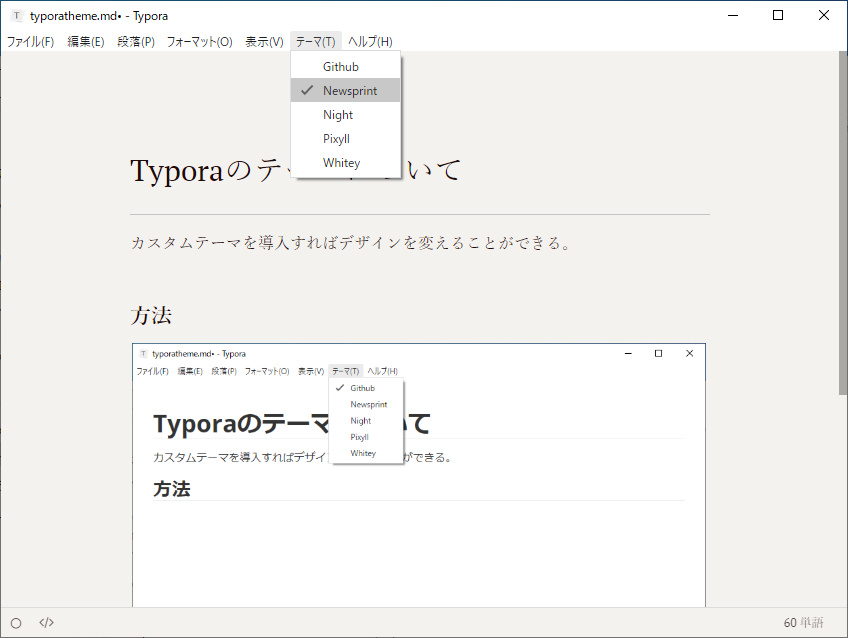 T typoratheme.md• - Typora
ファイル(F) 編集(E) 段落(P) フォーマット(O) 表示(V) テーマ(T) ヘルプ(H)
Github
Newsprint
Night
Pixyll
Whitey
Typoraのテ いて
カスタムテーマを導入すればデザインを変えることができる。
方法
T typoratheme.md• - Typora
ファイル(F) 編集(E) 段落(P) フォーマット(O) 表示(V) テーマ(T) ヘルプ(H)
Github
Newsprint
Night
Pixyll
Whitey
Typoraのテーマ いて
カスタムテーマを導入すればデザイ ができる。
方法
</> 60 単語